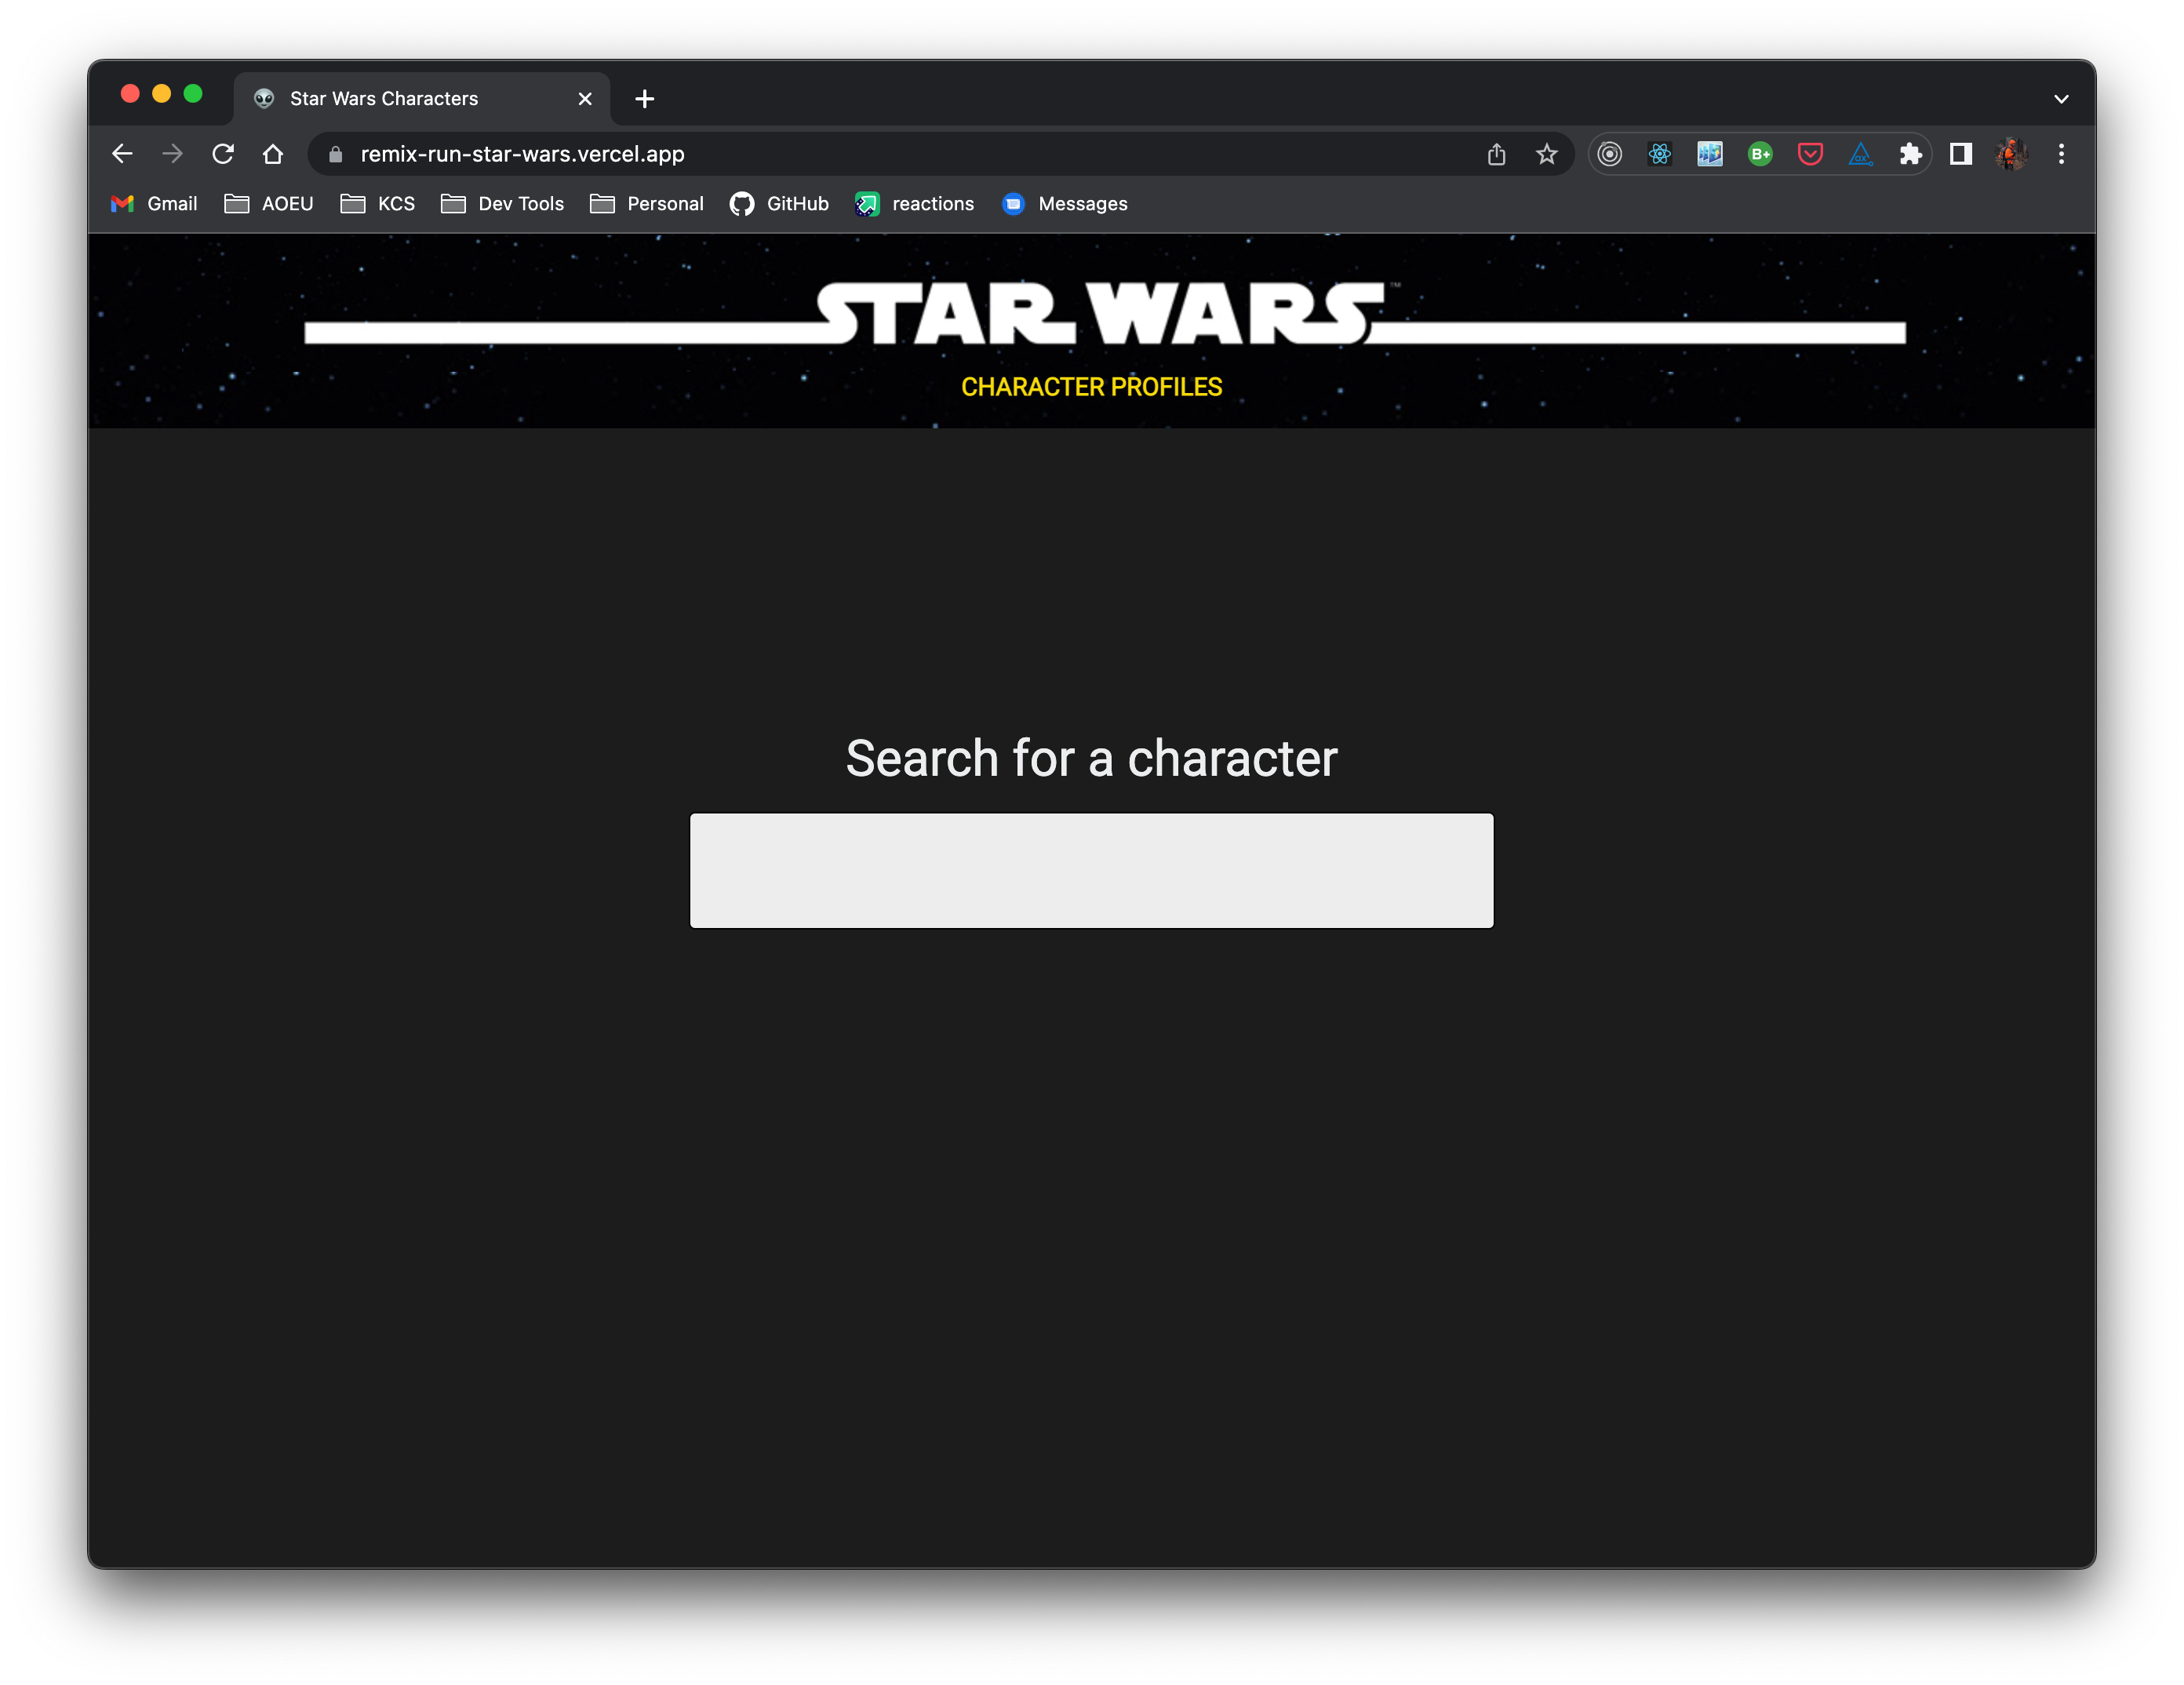 Star Wars Characters
remix-run-star-wars.vercel.app
B+
Gmail AOEU KCS Dev Tools Personal GitHub reactions Messages
STAR WARS™
CHARACTER PROFILES
Search for a character